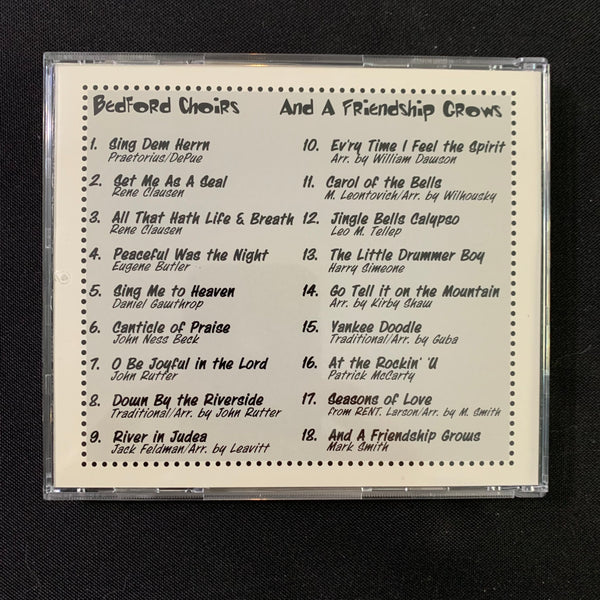 Bedford Choirs And A Friendship Grows
1. Sing Dem Herrn
Praetorius/DePue
2. Set Me As A Seal
Rene Clausen
3. All That Hath Life & Breath
Rene Clausen
4. Peaceful Was the Night
Eugene Butler
5. Sing Me to Heaven
Daniel Gawthrop
6. Canticle of Praise
John Ness Beck
7. O Be Joyful in the Lord
John Rutter
8. Down By the Riverside
Traditional/Arr. by John Rutter
9. River in Judea
Jack Feldman/Arr. by Leavitt
10. Ev'ry Time I Feel the Spirit
Arr. by William Dawson
11. Carol of the Bells
M. Leontovich/Arr. by Wilhousky
12. Jingle Bells Calypso
Leo M. Tellep
13. The Little Drummer Boy
Harry Simeone
14. Go Tell it on the Mountain
Arr. by Kirby Shaw
15. Yankee Doodle
Traditional/Arr. by Guba
16. At the Rockin' U
Patrick McCarty
17. Seasons of Love
from RENT. Larson/Arr. by M. Smith
18. And A Friendship Grows
Mark Smith